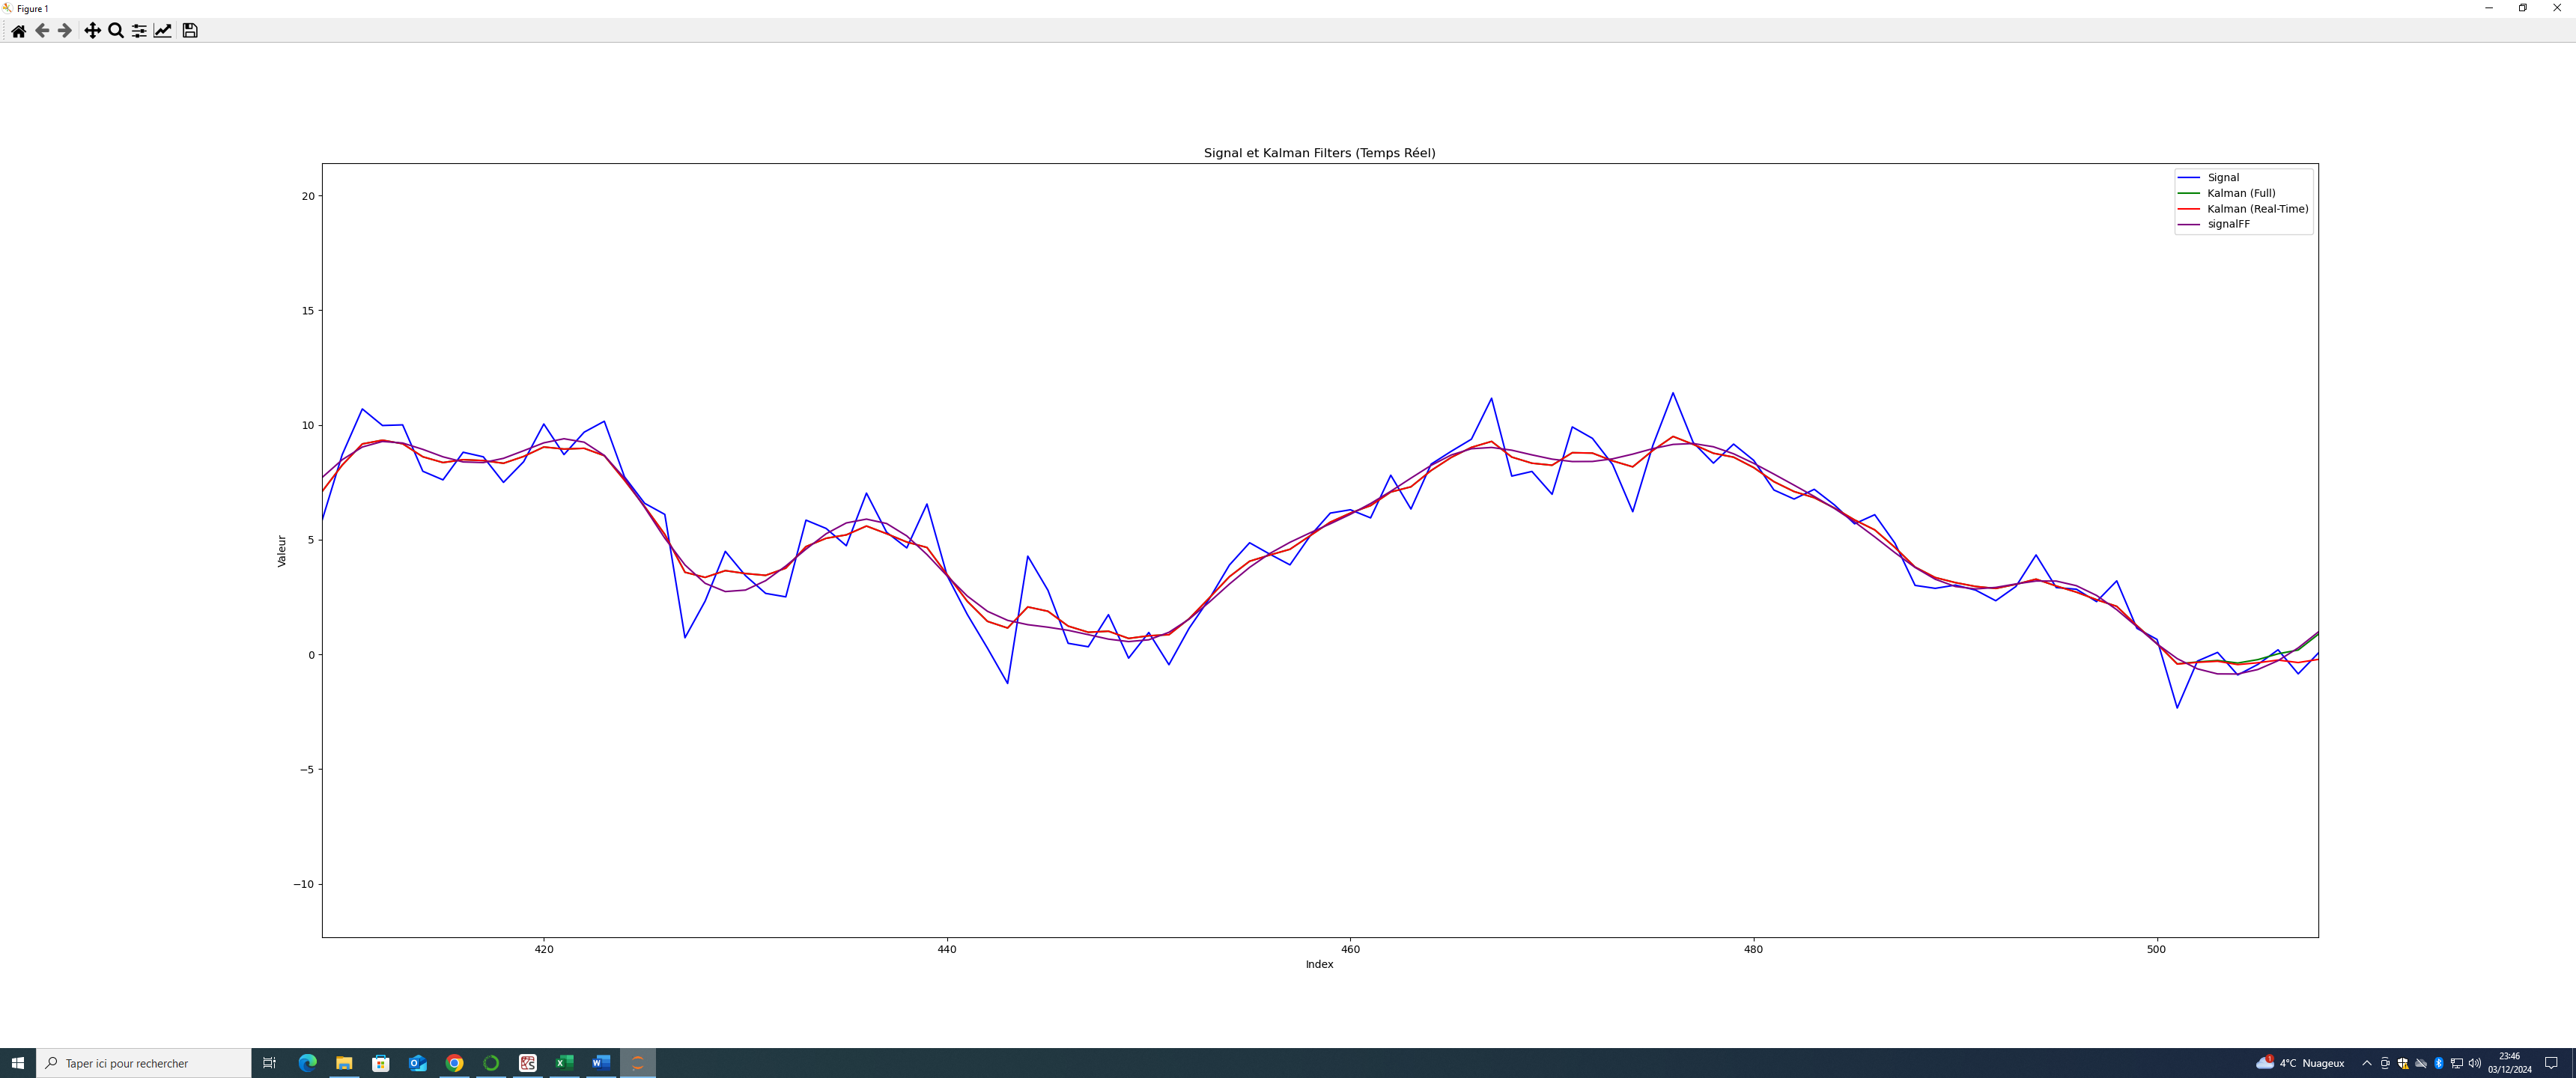 Figure 1
Signal et Kalman Filters (Temps Réel)
Signal
Kalman (Full)
Kalman (Real-Time)
signalFF
20
15
10
5
0
−5
−10
Valeur
420
440
460
480
500
Index
Taper ici pour rechercher
1
4°C Nuageux
23:46
03/12/2024